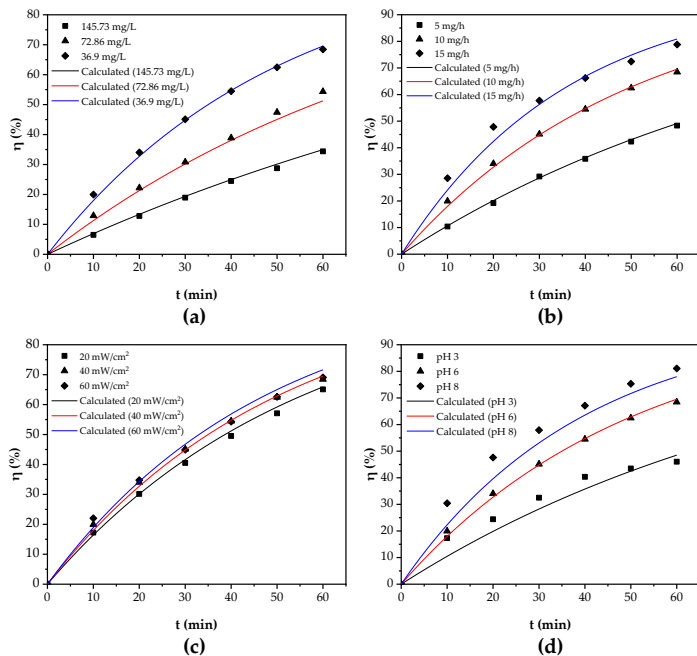 80
70
60
50
40
30
20
10
0
η (%)
145.73 mg/L
72.86 mg/L
36.9 mg/L
Calculated (145.73 mg/L)
Calculated (72.86 mg/L)
Calculated (36.9 mg/L)
0 10 20 30 40 50 60
t (min)
(a)
90
80
70
60
50
40
30
20
10
0
η (%)
5 mg/h
10 mg/h
15 mg/h
Calculated (5 mg/h)
Calculated (10 mg/h)
Calculated (15 mg/h)
0 10 20 30 40 50 60
t (min)
(b)
80
70
60
50
40
30
20
10
0
η (%)
20 mW/cm²
40 mW/cm²
60 mW/cm²
Calculated (20 mW/cm²)
Calculated (40 mW/cm²)
Calculated (60 mW/cm²)
0 10 20 30 40 50 60
t (min)
(c)
90
80
70
60
50
40
30
20
10
0
η (%)
pH 3
pH 6
pH 8
Calculated (pH 3)
Calculated (pH 6)
Calculated (pH 8)
0 10 20 30 40 50 60
t (min)
(d)